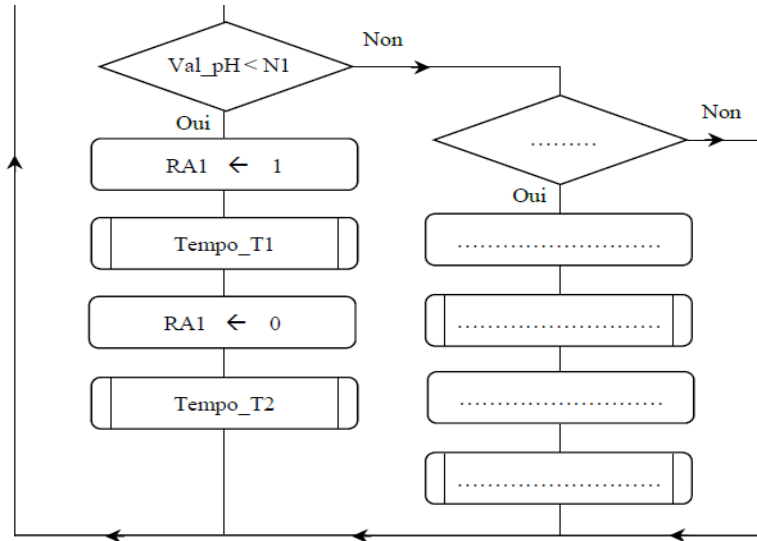 Non
Val_pH < N1
Oui
RA1 ← 1
Tempo_T1
RA1 ← 0
Tempo_T2
Non
.........
Oui
..........................
..........................
..........................
..........................